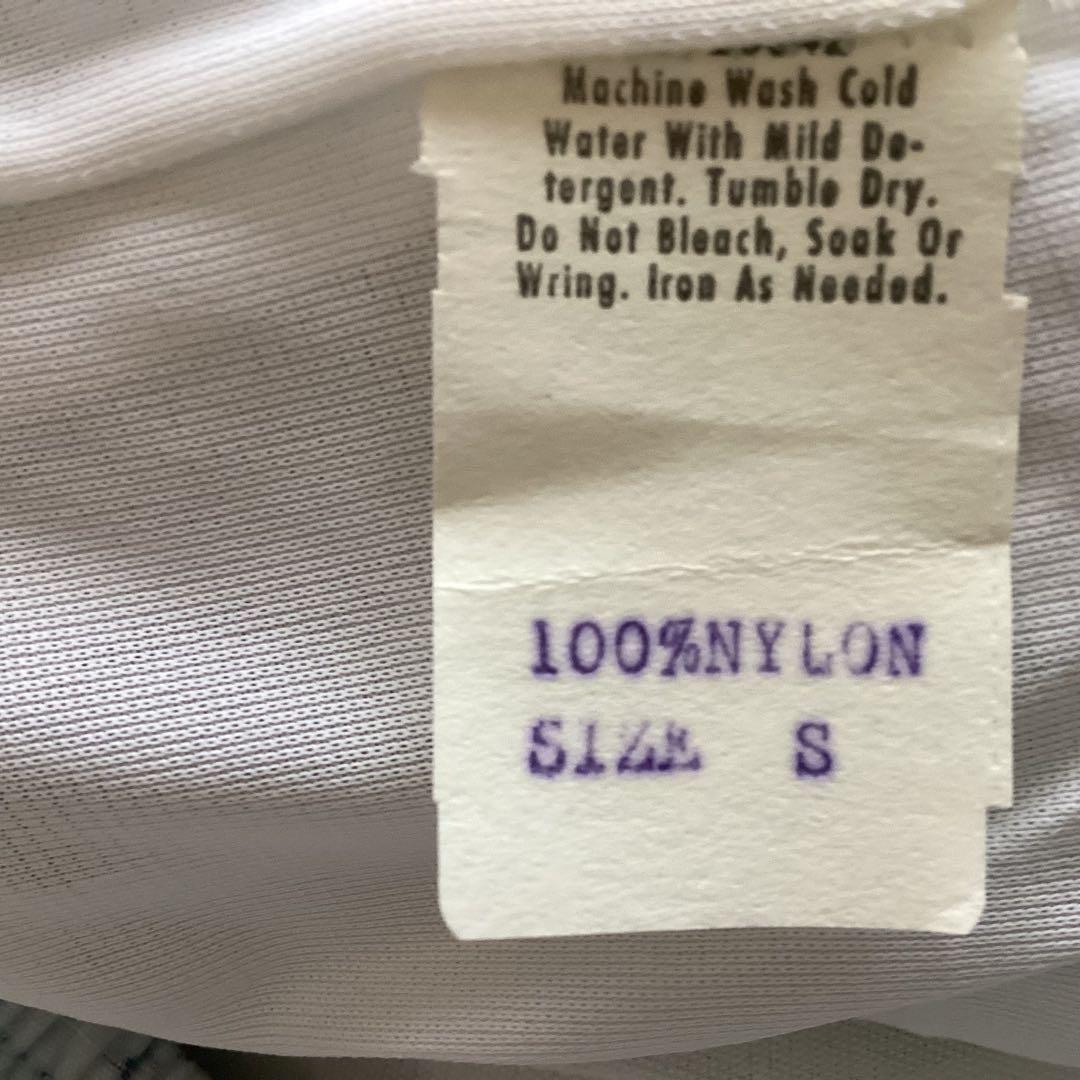 Machine Wash Cold
Water With Mild De-
tergent. Tumble Dry.
Do Not Bleach, Soak Or
Wring. Iron As Needed.
100%NYLON
SIZE S